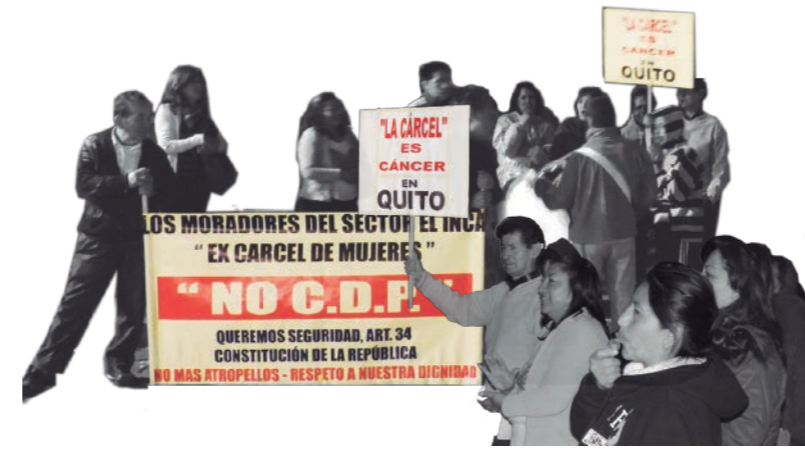 "LA CARCEL"
ES
CANCER
EN
QUITO
"LA CÁRCEL"
ES
CÁNCER
EN
QUITO
LOS MORADORES DEL SECTOR EL INCA
" EX CARCEL DE MUJERES "
" NO C.D.P. "
QUEREMOS SEGURIDAD, ART. 34
CONSTITUCIÓN DE LA REPÚBLICA
NO MAS ATROPELLOS - RESPETO A NUESTRA DIGNIDAD